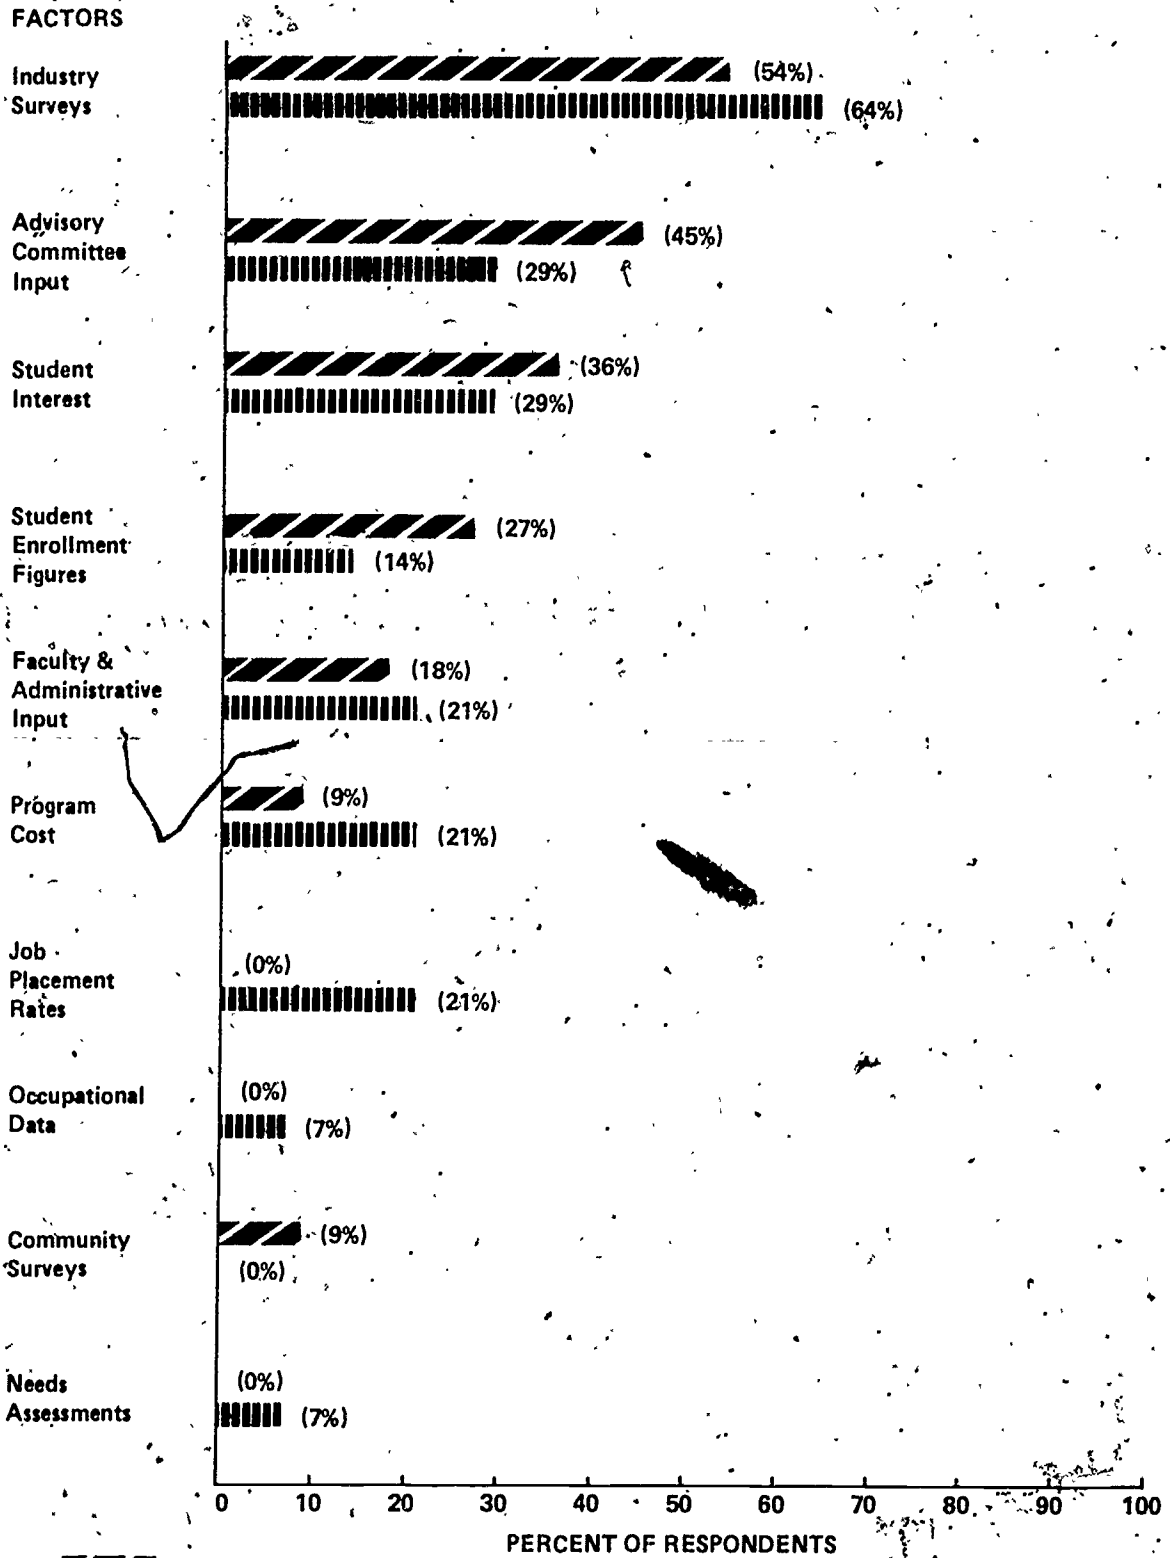 FACTORS
Industry
Surveys
(54%)
(64%)
Advisory
Committee
Input
(45%)
(29%)
Student
Interest
(36%)
(29%)
Student
Enrollment
Figures
(27%)
(14%)
Faculty &
Administrative
Input
(18%)
(21%)
Program
Cost
(9%)
(21%)
Job
Placement
Rates
(0%)
(21%)
Occupational
Data
(0%)
(7%)
Community
Surveys
(9%)
(0%)
Needs
Assessments
(0%)
(7%)
0 10 20 30 40 50 60 70 80 90 100
PERCENT OF RESPONDENTS